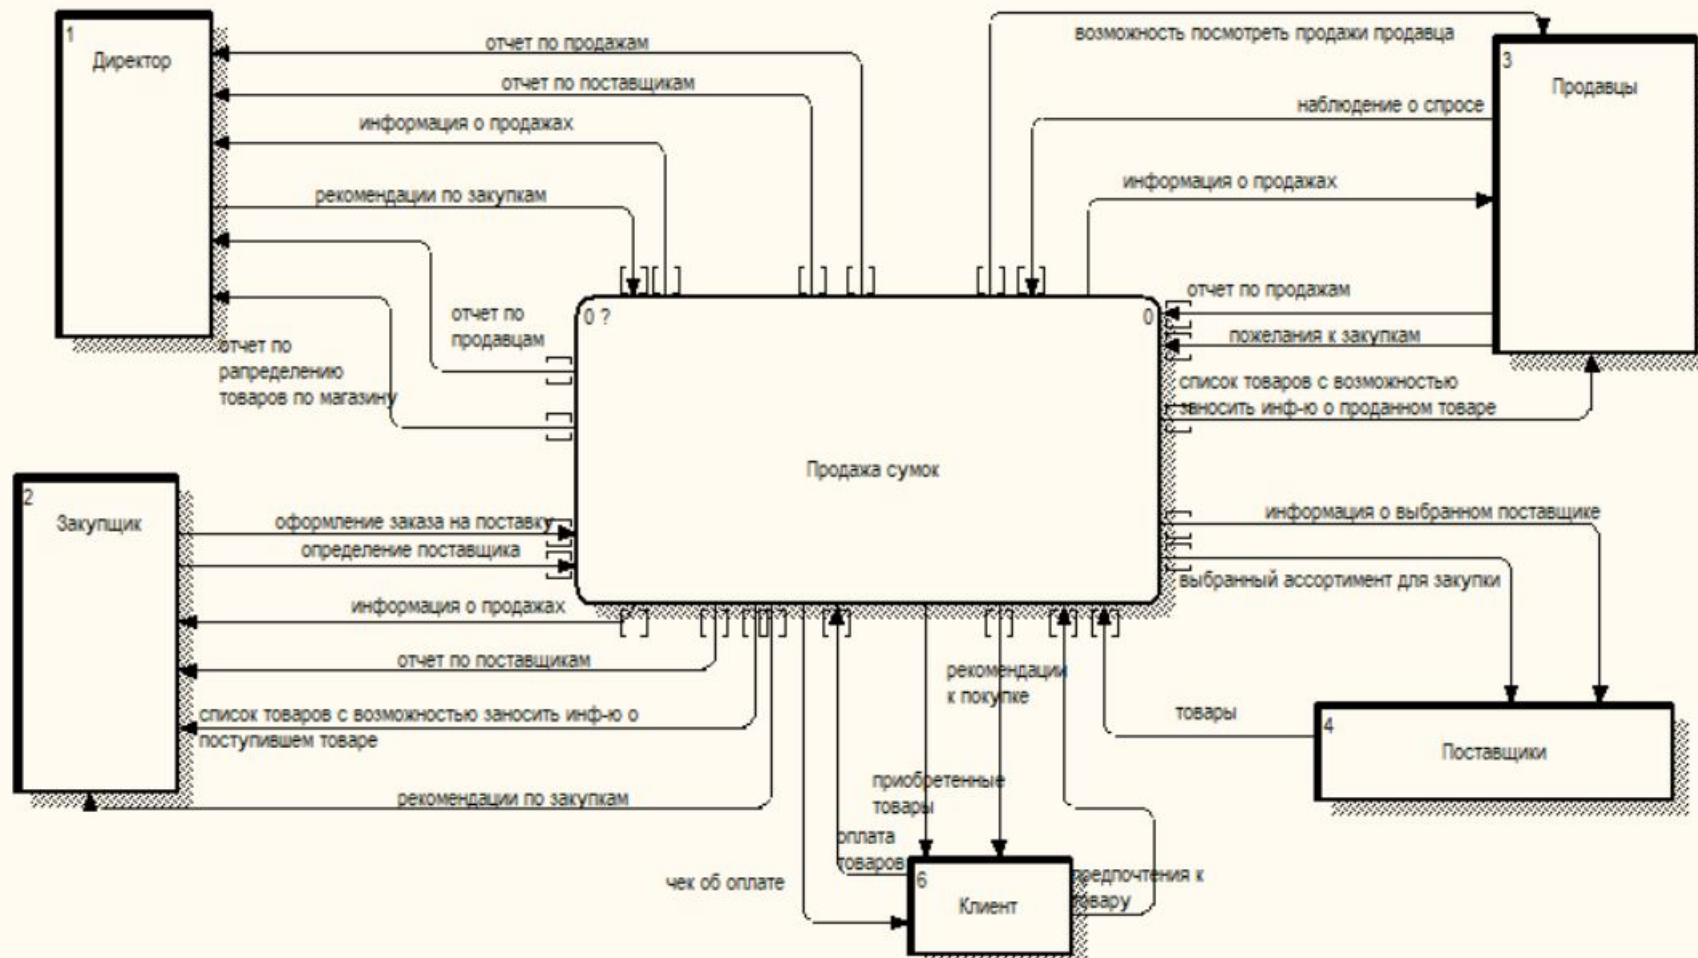 1
Директор
отчет по продажам
отчет по поставщикам
информация о продажах
рекомендации по закупкам
отчет по
продавцам
отчет по
рапределению
товаров по магазину
возможность посмотреть продажи продавца
3
Продавцы
наблюдение о спросе
информация о продажах
отчет по продажам
пожелания к закупкам
список товаров с возможностью
заносить инф-ю о проданном товаре
0 ?
0
Продажа сумок
2
Закупщик
оформление заказа на поставку
определение поставщика
информация о продажах
отчет по поставщикам
список товаров с возможностью заносить инф-ю о
поступившем товаре
рекомендации по закупкам
информация о выбранном поставщике
выбранный ассортимент для закупки
рекомендации
к покупке
товары
4
Поставщики
приобретенные
товары
оплата
товаров
чек об оплате
6
Клиент
предпочтения к
товару